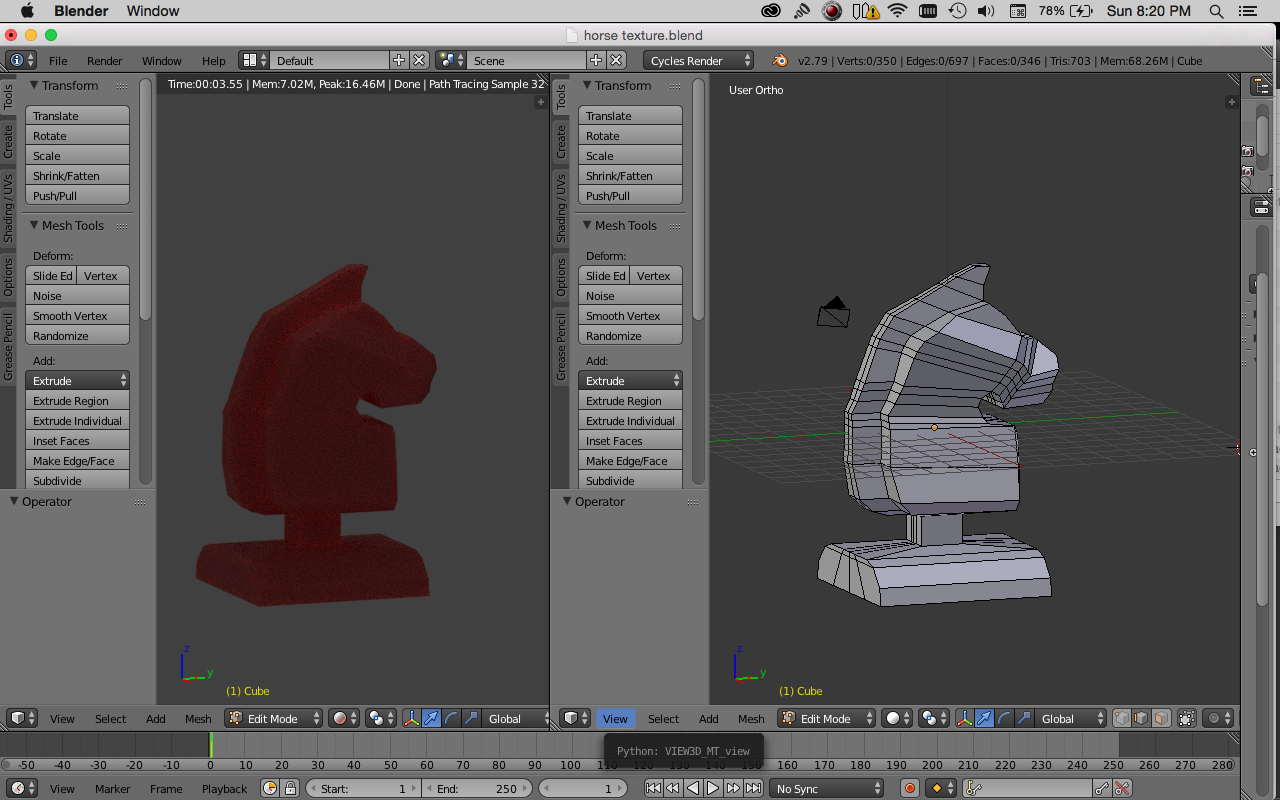 Blender Window 78% Sun 8:20 PM
horse texture.blend
File Render Window Help Default Scene Cycles Render v2.79 | Verts:0/350 | Edges:0/697 | Faces:0/346 | Tris:703 | Mem:68.26M | Cube
Time:00:03.55 | Mem:7.02M, Peak:16.46M | Done | Path Tracing Sample 32
Tools
Create
Shading / UVs
Options
Grease Pencil
Transform
Translate
Rotate
Scale
Shrink/Fatten
Push/Pull
Mesh Tools
Deform:
Slide Ed Vertex
Noise
Smooth Vertex
Randomize
Add:
Extrude
Extrude Region
Extrude Individual
Inset Faces
Make Edge/Face
Subdivide
Operator
z
y
(1) Cube
Tools
Create
Shading / UVs
Options
Grease Pencil
Transform
Translate
Rotate
Scale
Shrink/Fatten
Push/Pull
Mesh Tools
Deform:
Slide Ed Vertex
Noise
Smooth Vertex
Randomize
Add:
Extrude
Extrude Region
Extrude Individual
Inset Faces
Make Edge/Face
Subdivide
Operator
User Ortho
z
y
(1) Cube
View Select Add Mesh Edit Mode Global
View Select Add Mesh Edit Mode Global
Python: VIEW3D_MT_view
-50 -40 -30 -20 -10 0 10 20 30 40 50 60 70 80 90 100 110 120 130 140 150 160 170 180 190 200 210 220 230 240 250 260 270 280
View Marker Frame Playback Start: 1 End: 250 1 No Sync